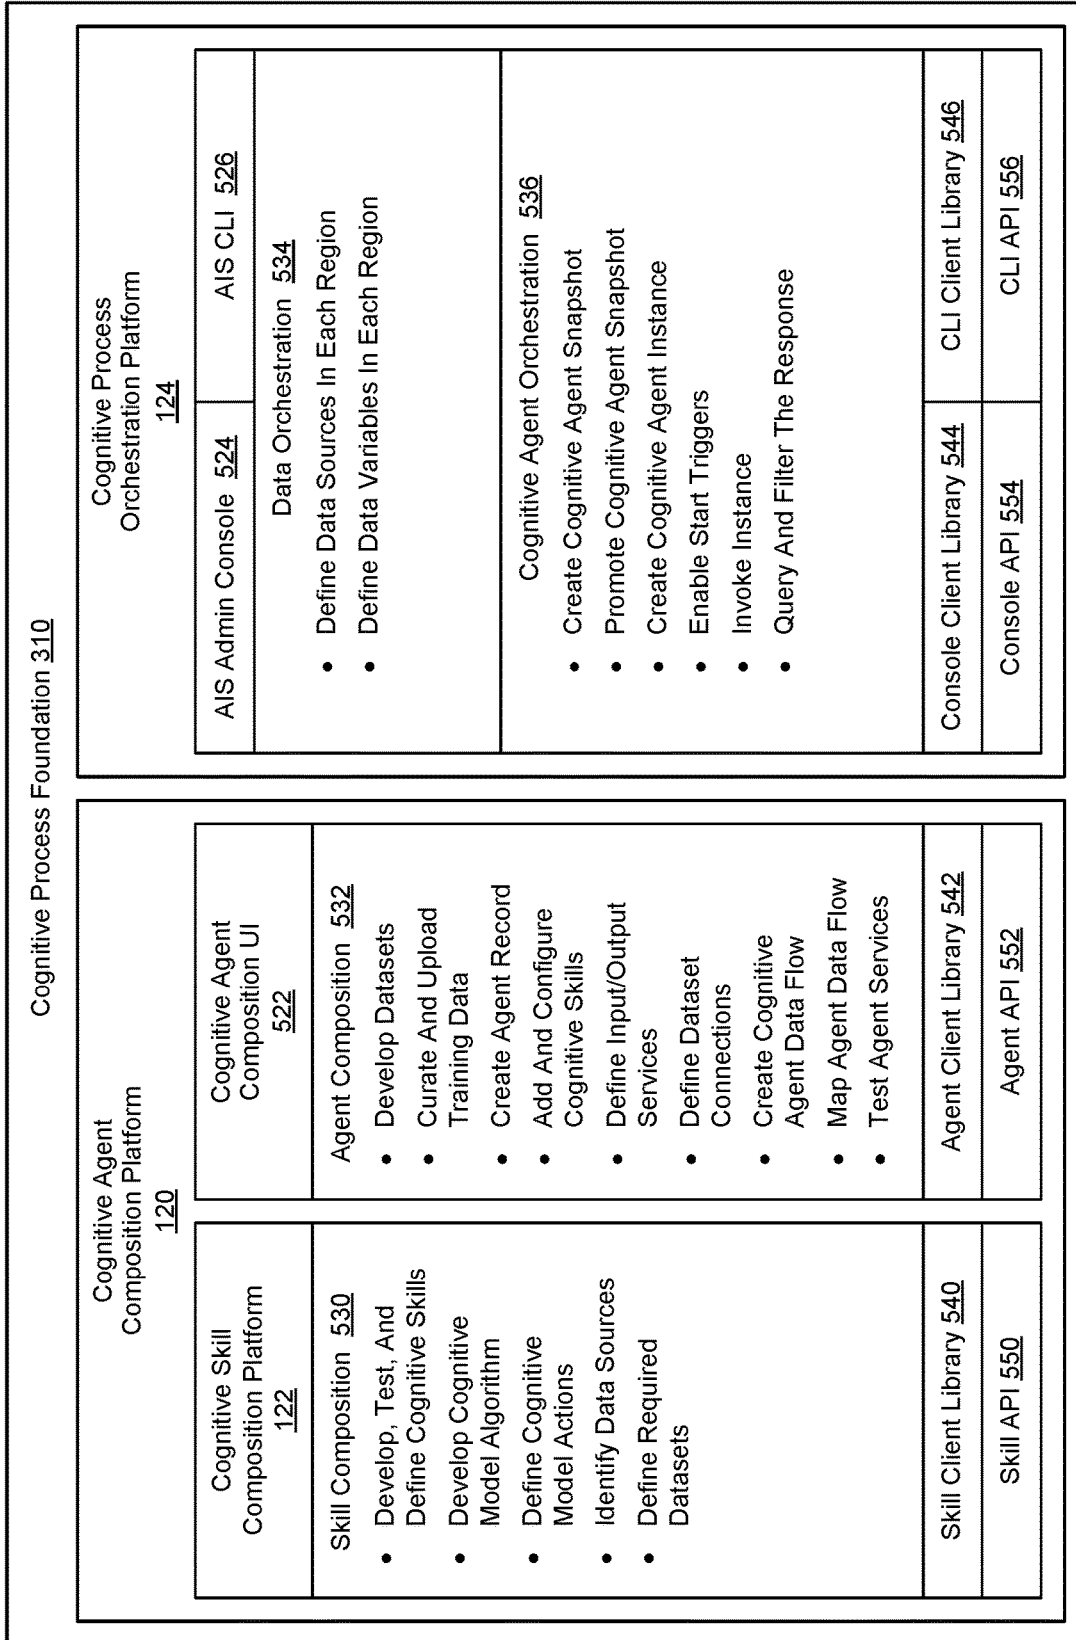 Cognitive Process Foundation 310
Cognitive Agent
Composition Platform
120
Cognitive Skill
Composition Platform
122
Skill Composition 530
• Develop, Test, And
Define Cognitive Skills
• Develop Cognitive
Model Algorithm
• Define Cognitive
Model Actions
• Identify Data Sources
• Define Required
Datasets
Skill Client Library 540
Skill API 550
Cognitive Agent
Composition UI
522
Agent Composition 532
• Develop Datasets
• Curate And Upload
Training Data
• Create Agent Record
• Add And Configure
Cognitive Skills
• Define Input/Output
Services
• Define Dataset
Connections
• Create Cognitive
Agent Data Flow
• Map Agent Data Flow
• Test Agent Services
Agent Client Library 542
Agent API 552
Cognitive Process
Orchestration Platform
124
AIS Admin Console 524
AIS CLI 526
Data Orchestration 534
• Define Data Sources In Each Region
• Define Data Variables In Each Region
Cognitive Agent Orchestration 536
• Create Cognitive Agent Snapshot
• Promote Cognitive Agent Snapshot
• Create Cognitive Agent Instance
• Enable Start Triggers
• Invoke Instance
• Query And Filter The Response
Console Client Library 544
CLI Client Library 546
Console API 554
CLI API 556